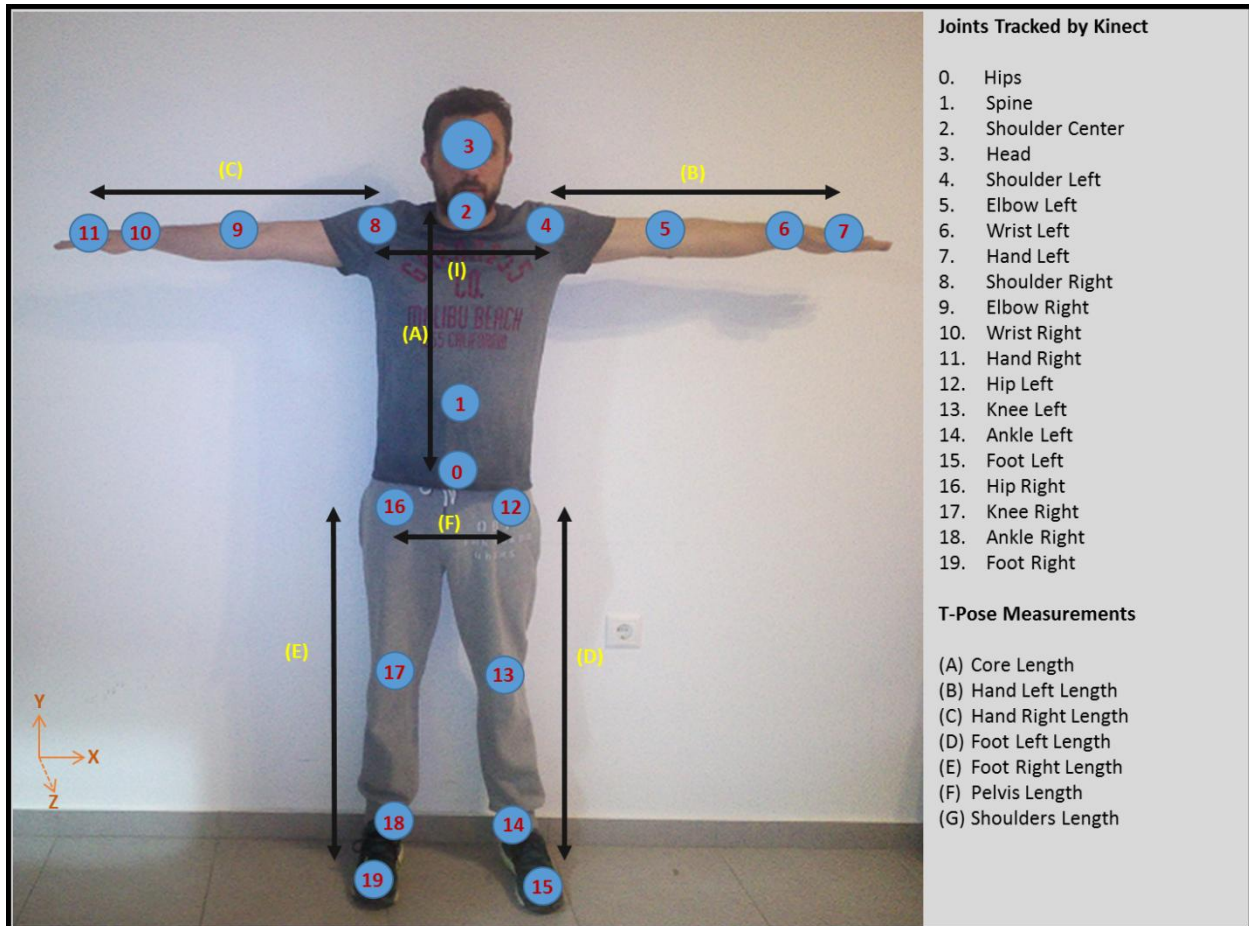 Joints Tracked by Kinect
0. Hips
1. Spine
2. Shoulder Center
3. Head
4. Shoulder Left
5. Elbow Left
6. Wrist Left
7. Hand Left
8. Shoulder Right
9. Elbow Right
10. Wrist Right
11. Hand Right
12. Hip Left
13. Knee Left
14. Ankle Left
15. Foot Left
16. Hip Right
17. Knee Right
18. Ankle Right
19. Foot Right
T-Pose Measurements
(A) Core Length
(B) Hand Left Length
(C) Hand Right Length
(D) Foot Left Length
(E) Foot Right Length
(F) Pelvis Length
(G) Shoulders Length
3
(C)
(B)
11
10
9
8
2
4
5
6
7
(I)
CO.
MALIBU BEACH
CALIFORNIA
(A)
1
0
16
12
(F)
(E)
(D)
17
13
Y
X
Z
18
14
19
15